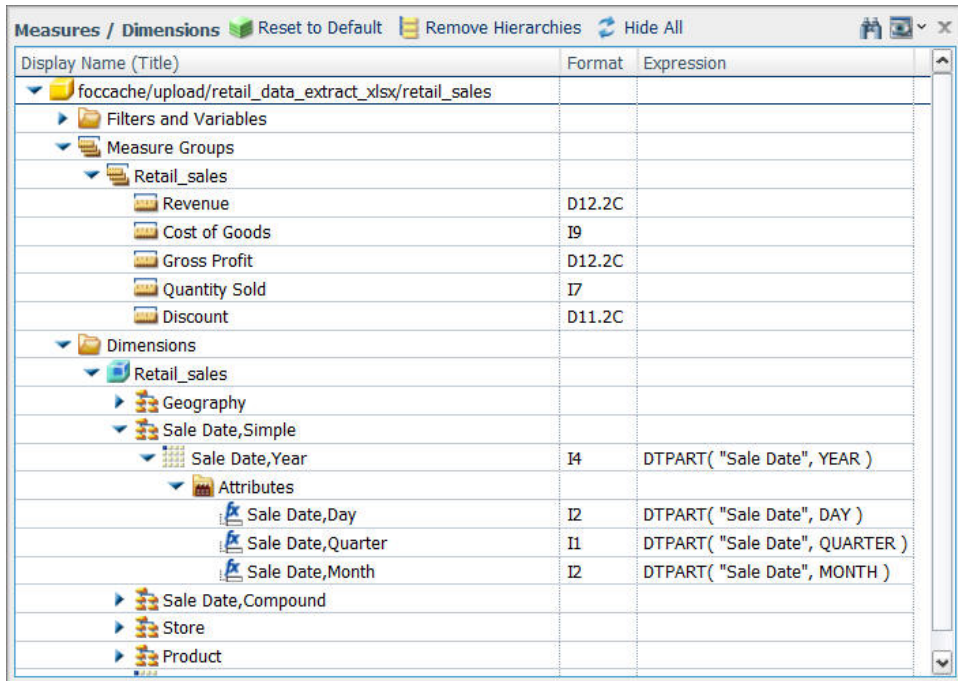 Measures / Dimensions Reset to Default Remove Hierarchies Hide All
Display Name (Title) Format Expression
foccache/upload/retail_data_extract_xlsx/retail_sales
Filters and Variables
Measure Groups
Retail_sales
Revenue D12.2C
Cost of Goods I9
Gross Profit D12.2C
Quantity Sold I7
Discount D11.2C
Dimensions
Retail_sales
Geography
Sale Date,Simple
Sale Date,Year I4 DTPART( "Sale Date", YEAR )
Attributes
Sale Date,Day I2 DTPART( "Sale Date", DAY )
Sale Date,Quarter I1 DTPART( "Sale Date", QUARTER )
Sale Date,Month I2 DTPART( "Sale Date", MONTH )
Sale Date,Compound
Store
Product